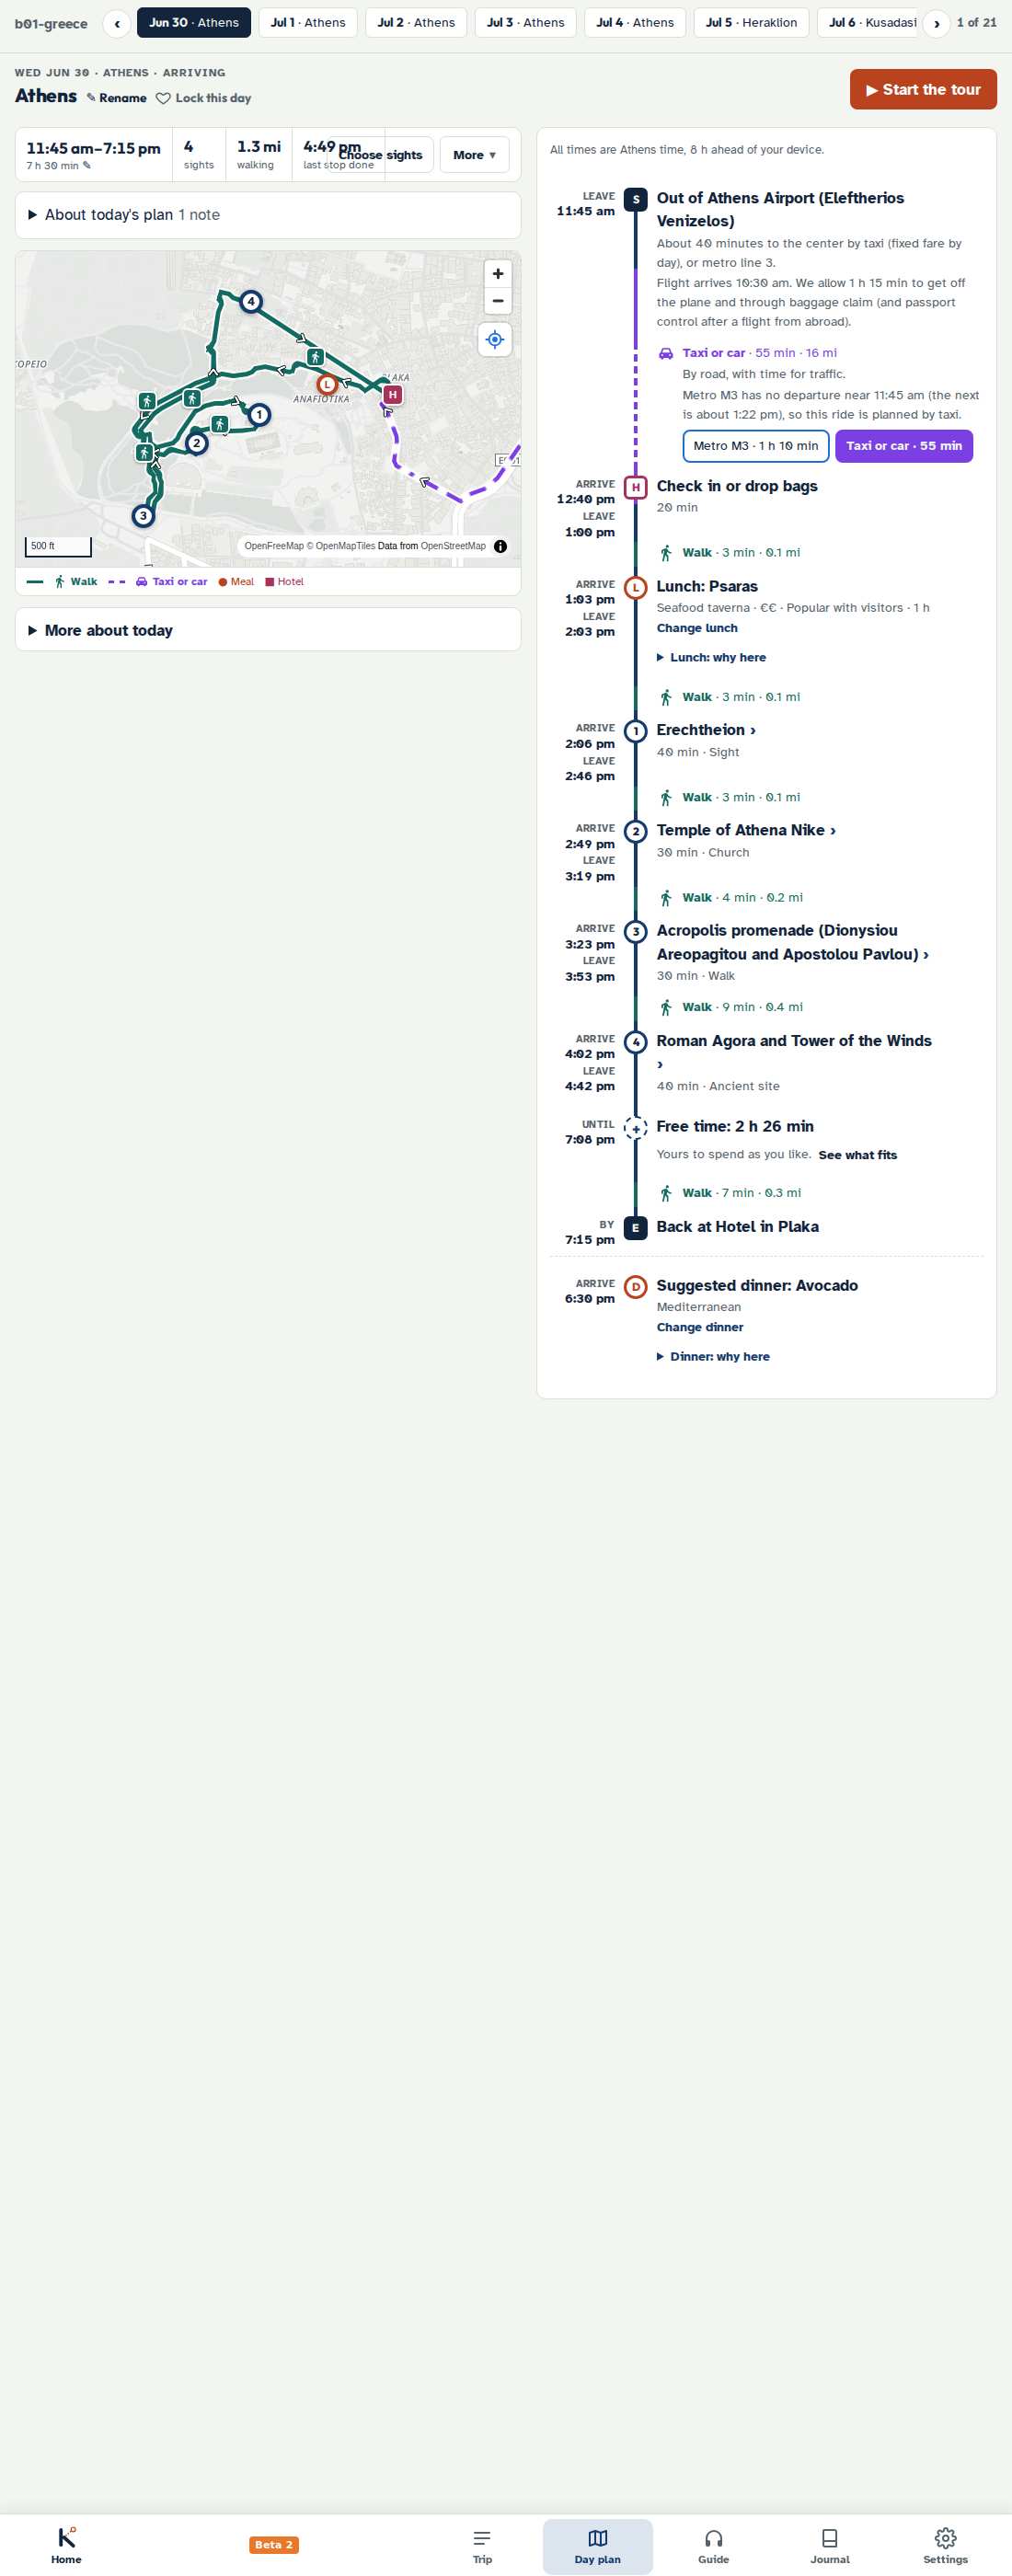 b01-greece
‹
Jun 30 · Athens
Jul 1 · Athens
Jul 2 · Athens
Jul 3 · Athens
Jul 4 · Athens
Jul 5 · Heraklion
Jul 6 · Kusadasi
›
1 of 21
WED JUN 30 · ATHENS · ARRIVING
Athens ✎ Rename Lock this day
▶ Start the tour
11:45 am–7:15 pm
7 h 30 min ✎
4
sights
1.3 mi
walking
4:49 pm
last stop done
Choose sights
More ▾
▶ About today's plan 1 note
+
−
4
L
H
1
2
3
PLAKA
ANAFIOTIKA
500 ft
OpenFreeMap © OpenMapTiles Data from OpenStreetMap
Walk Taxi or car Meal Hotel
▶ More about today
All times are Athens time, 8 h ahead of your device.
LEAVE
11:45 am
S
Out of Athens Airport (Eleftherios
Venizelos)
About 40 minutes to the center by taxi (fixed fare by
day), or metro line 3.
Flight arrives 10:30 am. We allow 1 h 15 min to get off
the plane and through baggage claim (and passport
control after a flight from abroad).
Taxi or car · 55 min · 16 mi
By road, with time for traffic.
Metro M3 has no departure near 11:45 am (the next
is about 1:22 pm), so this ride is planned by taxi.
Metro M3 · 1 h 10 min
Taxi or car · 55 min
ARRIVE
12:40 pm
LEAVE
1:00 pm
H
Check in or drop bags
20 min
Walk · 3 min · 0.1 mi
ARRIVE
1:03 pm
LEAVE
2:03 pm
L
Lunch: Psaras
Seafood taverna · €€ · Popular with visitors · 1 h
Change lunch
▶ Lunch: why here
Walk · 3 min · 0.1 mi
ARRIVE
2:06 pm
LEAVE
2:46 pm
1
Erechtheion ›
40 min · Sight
Walk · 3 min · 0.1 mi
ARRIVE
2:49 pm
LEAVE
3:19 pm
2
Temple of Athena Nike ›
30 min · Church
Walk · 4 min · 0.2 mi
ARRIVE
3:23 pm
LEAVE
3:53 pm
3
Acropolis promenade (Dionysiou
Areopagitou and Apostolou Pavlou) ›
30 min · Walk
Walk · 9 min · 0.4 mi
ARRIVE
4:02 pm
LEAVE
4:42 pm
4
Roman Agora and Tower of the Winds
›
40 min · Ancient site
UNTIL
7:08 pm
+
Free time: 2 h 26 min
Yours to spend as you like. See what fits
Walk · 7 min · 0.3 mi
BY
7:15 pm
E
Back at Hotel in Plaka
ARRIVE
6:30 pm
D
Suggested dinner: Avocado
Mediterranean
Change dinner
▶ Dinner: why here
Home
Beta 2
Trip
Day plan
Guide
Journal
Settings